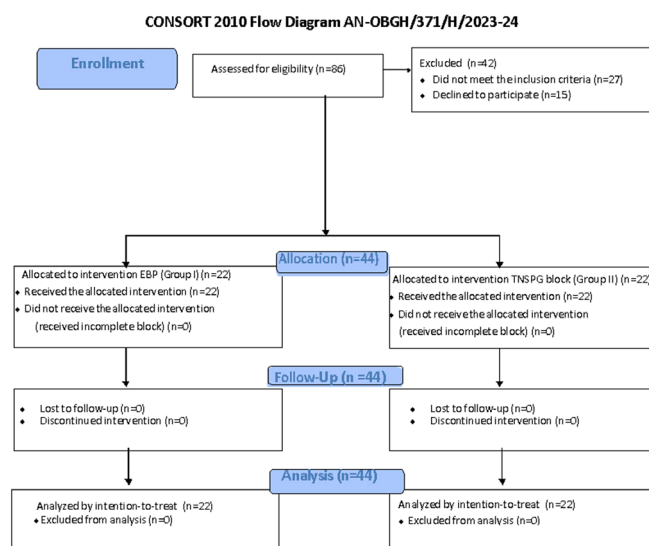 CONSORT 2010 Flow Diagram AN-OBGH/371/H/2023-24
Enrollment
Assessed for eligibility (n=86)
Excluded (n=42)
♦ Did not meet the inclusion criteria (n=27)
♦ Declined to participate (n=15)
Allocation (n=44)
Allocated to intervention EBP (Group I) (n=22)
♦ Received the allocated intervention (n=22)
♦ Did not receive the allocated intervention
(received incomplete block) (n=0)
Allocated to intervention TNSPG block (Group II) (n=22)
♦ Received the allocated intervention (n=22)
♦ Did not receive the allocated intervention
(received incomplete block) (n=0)
Follow-Up (n =44)
♦ Lost to follow-up (n=0)
♦ Discontinued intervention (n=0)
♦ Lost to follow-up (n=0)
♦ Discontinued intervention (n=0)
Analysis (n=44)
Analyzed by intention-to-treat (n=22)
♦ Excluded from analysis (n=0)
Analyzed by intention-to-treat (n=22)
♦ Excluded from analysis (n=0)